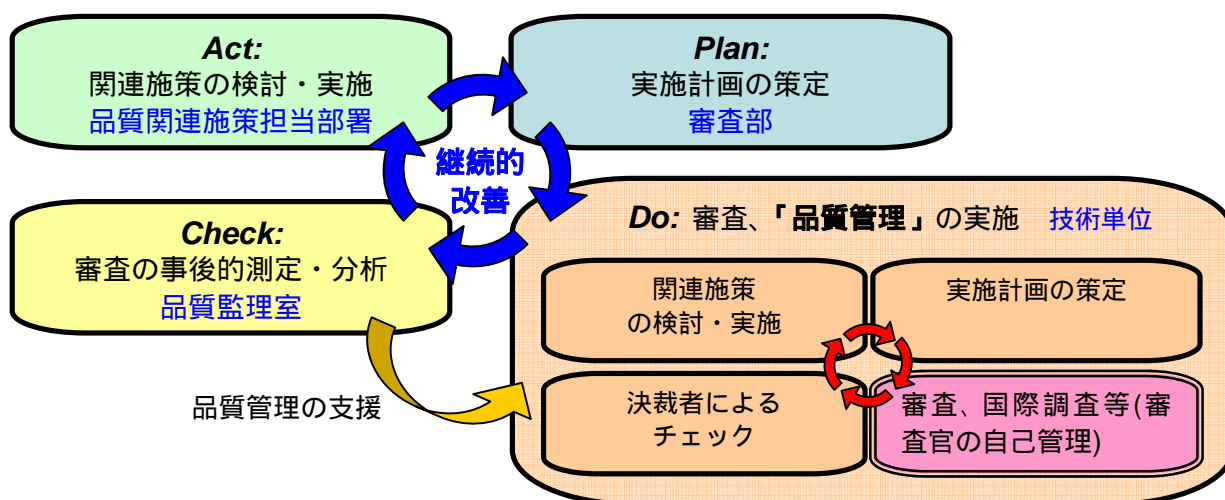 Act:
関連施策の検討・実施
品質関連施策担当部署
Plan:
実施計画の策定
審査部
継続的
改善
Check:
審査の事後的測定・分析
品質監理室
Do: 審査、「品質管理」の実施 技術単位
関連施策
の検討・実施
実施計画の策定
決裁者による
チェック
審査、国際調査等(審
査官の自己管理)
品質管理の支援